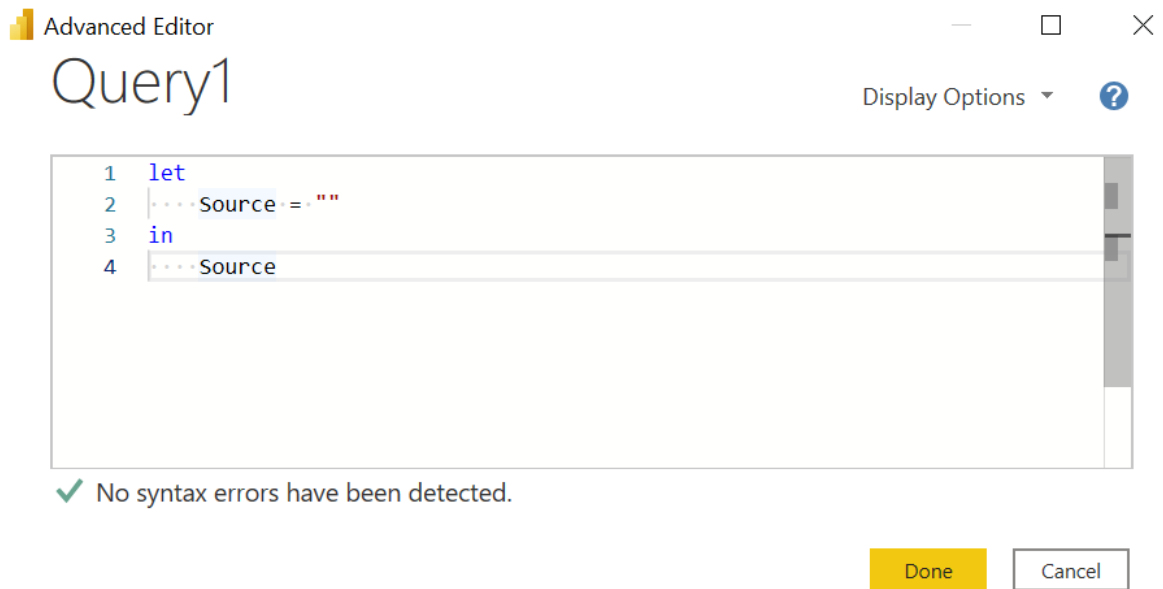 Advanced Editor
Query1
Display Options
?
1 let
2 ····Source·=·""
3 in
4 ····Source
No syntax errors have been detected.
Done Cancel